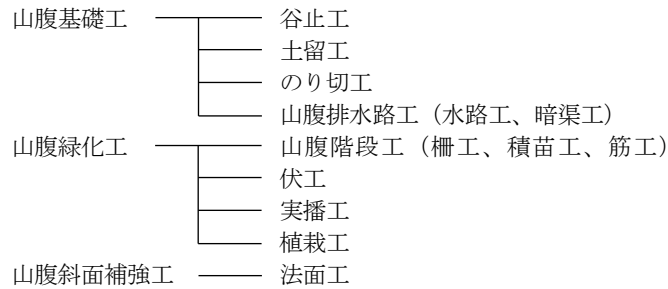 山腹基礎工 谷止工
土留工
のり切工
山腹排水路工（水路工、暗渠工）
山腹緑化工 山腹階段工（柵工、積苗工、筋工）
伏工
実播工
植栽工
山腹斜面補強工 法面工